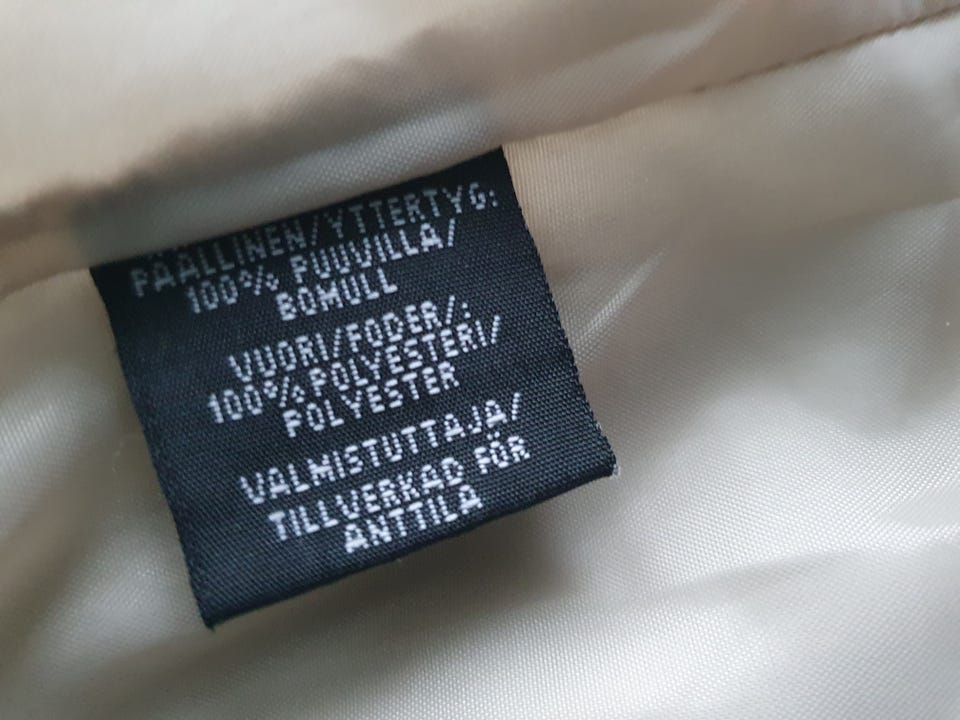 PÄÄLLINEN/YTTERTYG:
100% PUUVILLA/
BOMULL
VUORI/FODER/:
100%POLYESTERI/
POLYESTER
VALMISTUTTAJA/
TILLVERKAD FÖR
ANTTILA